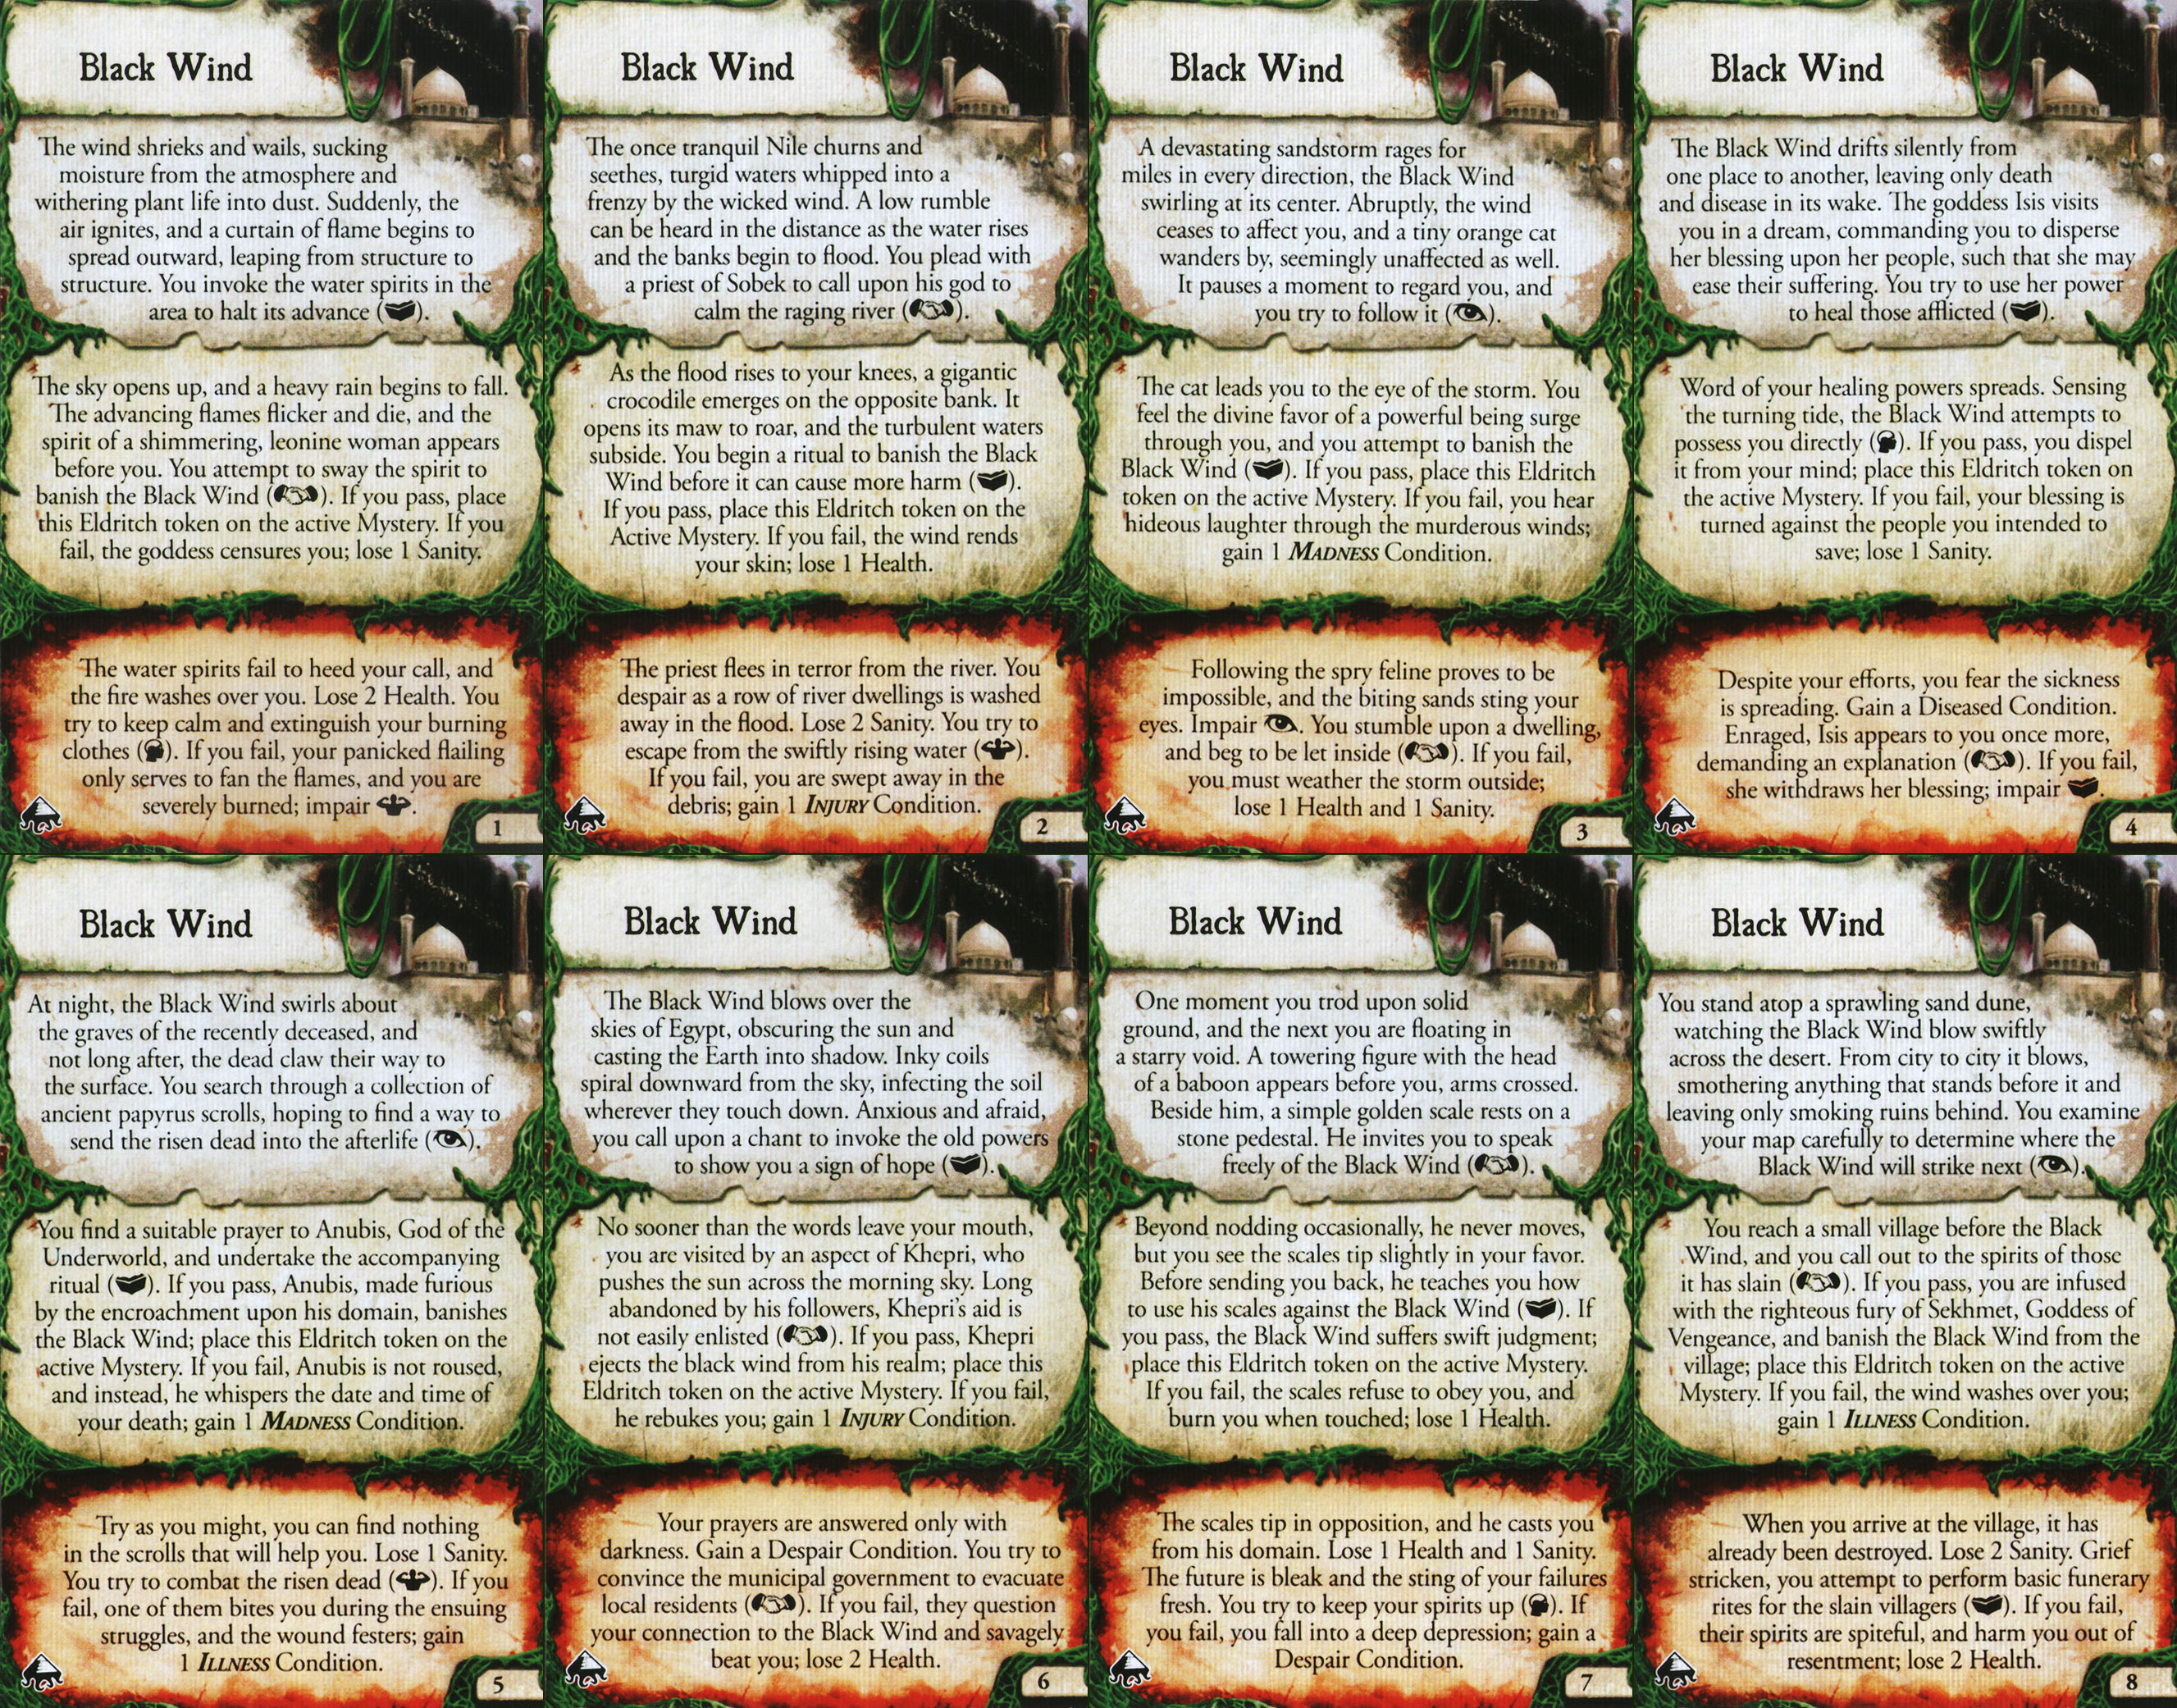 Black Wind
The wind shrieks and wails, sucking
moisture from the atmosphere and
withering plant life into dust. Suddenly, the
air ignites, and a curtain of flame begins to
spread outward, leaping from structure to
structure. You invoke the water spirits in the
area to halt its advance ( ).
The sky opens up, and a heavy rain begins to fall.
The advancing flames flicker and die, and the
spirit of a shimmering, leonine woman appears
before you. You attempt to sway the spirit to
banish the Black Wind ( ). If you pass, place
this Eldritch token on the active Mystery. If you
fail, the goddess censures you; lose 1 Sanity.
The water spirits fail to heed your call, and
the fire washes over you. Lose 2 Health. You
try to keep calm and extinguish your burning
clothes ( ). If you fail, your panicked flailing
only serves to fan the flames, and you are
severely burned; impair .
1
Black Wind
The once tranquil Nile churns and
seethes, turgid waters whipped into a
frenzy by the wicked wind. A low rumble
can be heard in the distance as the water rises
and the banks begin to flood. You plead with
a priest of Sobek to call upon his god to
calm the raging river ( ).
As the flood rises to your knees, a gigantic
crocodile emerges on the opposite bank. It
opens its maw to roar, and the turbulent waters
subside. You begin a ritual to banish the Black
Wind before it can cause more harm ( ).
If you pass, place this Eldritch token on the
Active Mystery. If you fail, the wind rends
your skin; lose 1 Health.
The priest flees in terror from the river. You
despair as a row of river dwellings is washed
away in the flood. Lose 2 Sanity. You try to
escape from the swiftly rising water ( ).
If you fail, you are swept away in the
debris; gain 1 INJURY Condition.
2
Black Wind
A devastating sandstorm rages for
miles in every direction, the Black Wind
swirling at its center. Abruptly, the wind
ceases to affect you, and a tiny orange cat
wanders by, seemingly unaffected as well.
It pauses a moment to regard you, and
you try to follow it ( ).
The cat leads you to the eye of the storm. You
feel the divine favor of a powerful being surge
through you, and you attempt to banish the
Black Wind ( ). If you pass, place this Eldritch
token on the active Mystery. If you fail, you hear
hideous laughter through the murderous winds;
gain 1 MADNESS Condition.
Following the spry feline proves to be
impossible, and the biting sands sting your
eyes. Impair . You stumble upon a dwelling,
and beg to be let inside ( ). If you fail,
you must weather the storm outside;
lose 1 Health and 1 Sanity.
3
Black Wind
The Black Wind drifts silently from
one place to another, leaving only death
and disease in its wake. The goddess Isis visits
you in a dream, commanding you to disperse
her blessing upon her people, such that she may
ease their suffering. You try to use her power
to heal those afflicted ( ).
Word of your healing powers spreads. Sensing
the turning tide, the Black Wind attempts to
possess you directly ( ). If you pass, you dispel
it from your mind; place this Eldritch token on
the active Mystery. If you fail, your blessing is
turned against the people you intended to
save; lose 1 Sanity.
Despite your efforts, you fear the sickness
is spreading. Gain a Diseased Condition.
Enraged, Isis appears to you once more,
demanding an explanation ( ). If you fail,
she withdraws her blessing; impair .
4
Black Wind
At night, the Black Wind swirls about
the graves of the recently deceased, and
not long after, the dead claw their way to
the surface. You search through a collection of
ancient papyrus scrolls, hoping to find a way to
send the risen dead into the afterlife ( ).
You find a suitable prayer to Anubis, God of the
Underworld, and undertake the accompanying
ritual ( ). If you pass, Anubis, made furious
by the encroachment upon his domain, banishes
the Black Wind; place this Eldritch token on the
active Mystery. If you fail, Anubis is not roused,
and instead, he whispers the date and time of
your death; gain 1 MADNESS Condition.
Try as you might, you can find nothing
in the scrolls that will help you. Lose 1 Sanity.
You try to combat the risen dead ( ). If you
fail, one of them bites you during the ensuing
struggles, and the wound festers; gain
1 ILLNESS Condition.
5
Black Wind
The Black Wind blows over the
skies of Egypt, obscuring the sun and
casting the Earth into shadow. Inky coils
spiral downward from the sky, infecting the soil
wherever they touch down. Anxious and afraid,
you call upon a chant to invoke the old powers
to show you a sign of hope ( ).
No sooner than the words leave your mouth,
you are visited by an aspect of Khepri, who
pushes the sun across the morning sky. Long
abandoned by his followers, Khepri's aid is
not easily enlisted ( ). If you pass, Khepri
ejects the black wind from his realm; place this
Eldritch token on the active Mystery. If you fail,
he rebukes you; gain 1 INJURY Condition.
Your prayers are answered only with
darkness. Gain a Despair Condition. You try to
convince the municipal government to evacuate
local residents ( ). If you fail, they question
your connection to the Black Wind and savagely
beat you; lose 2 Health.
6
Black Wind
One moment you trod upon solid
ground, and the next you are floating in
a starry void. A towering figure with the head
of a baboon appears before you, arms crossed.
Beside him, a simple golden scale rests on a
stone pedestal. He invites you to speak
freely of the Black Wind ( ).
Beyond nodding occasionally, he never moves,
but you see the scales tip slightly in your favor.
Before sending you back, he teaches you how
to use his scales against the Black Wind ( ). If
you pass, the Black Wind suffers swift judgment;
place this Eldritch token on the active Mystery.
If you fail, the scales refuse to obey you, and
burn you when touched; lose 1 Health.
The scales tip in opposition, and he casts you
from his domain. Lose 1 Health and 1 Sanity.
The future is bleak and the sting of your failures
fresh. You try to keep your spirits up ( ). If
you fail, you fall into a deep depression; gain a
Despair Condition.
7
Black Wind
You stand atop a sprawling sand dune,
watching the Black Wind blow swiftly
across the desert. From city to city it blows,
smothering anything that stands before it and
leaving only smoking ruins behind. You examine
your map carefully to determine where the
Black Wind will strike next ( ).
You reach a small village before the Black
Wind, and you call out to the spirits of those
it has slain ( ). If you pass, you are infused
with the righteous fury of Sekhmet, Goddess of
Vengeance, and banish the Black Wind from the
village; place this Eldritch token on the active
Mystery. If you fail, the wind washes over you;
gain 1 ILLNESS Condition.
When you arrive at the village, it has
already been destroyed. Lose 2 Sanity. Grief
stricken, you attempt to perform basic funerary
rites for the slain villagers ( ). If you fail,
their spirits are spiteful, and harm you out of
resentment; lose 2 Health.
8